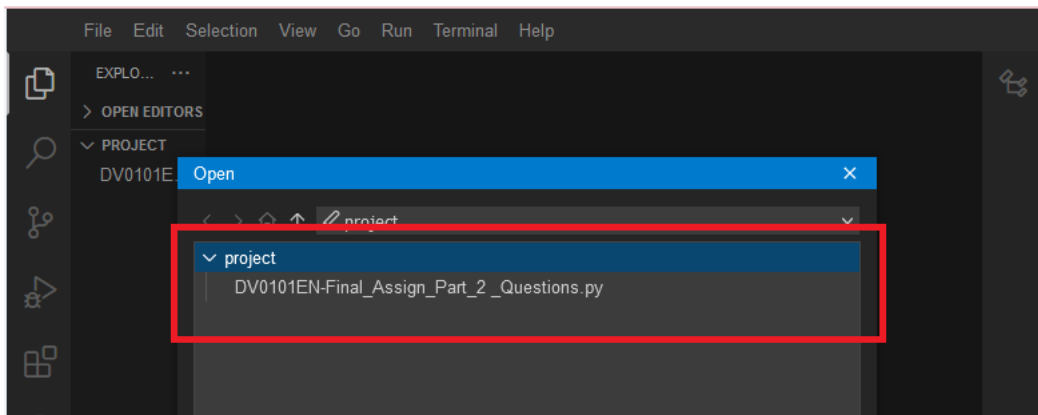 File Edit Selection View Go Run Terminal Help
EXPLO... ...
OPEN EDITORS
PROJECT
DV0101E
Open
project
project
DV0101EN-Final_Assign_Part_2 _Questions.py